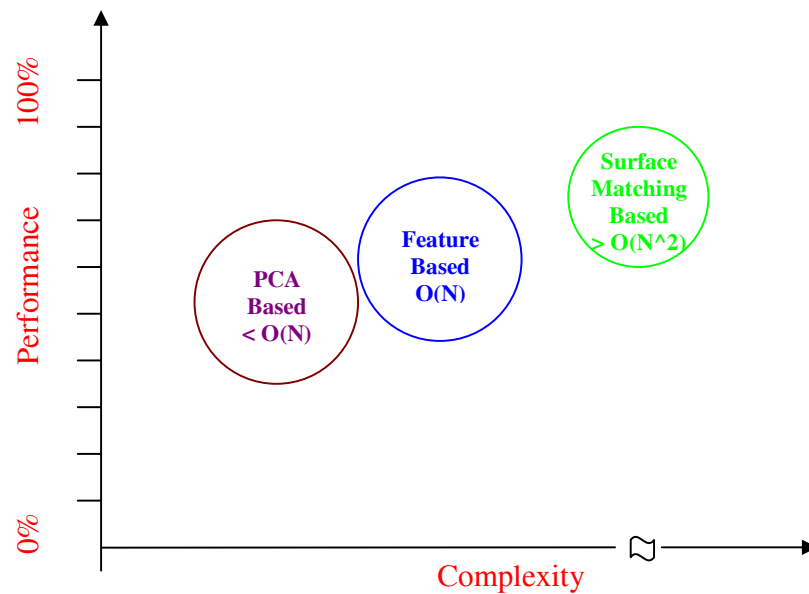 100%
Performance
0%
Surface
Matching
Based
> O(N^2)
Feature
Based
O(N)
PCA
Based
< O(N)
Complexity